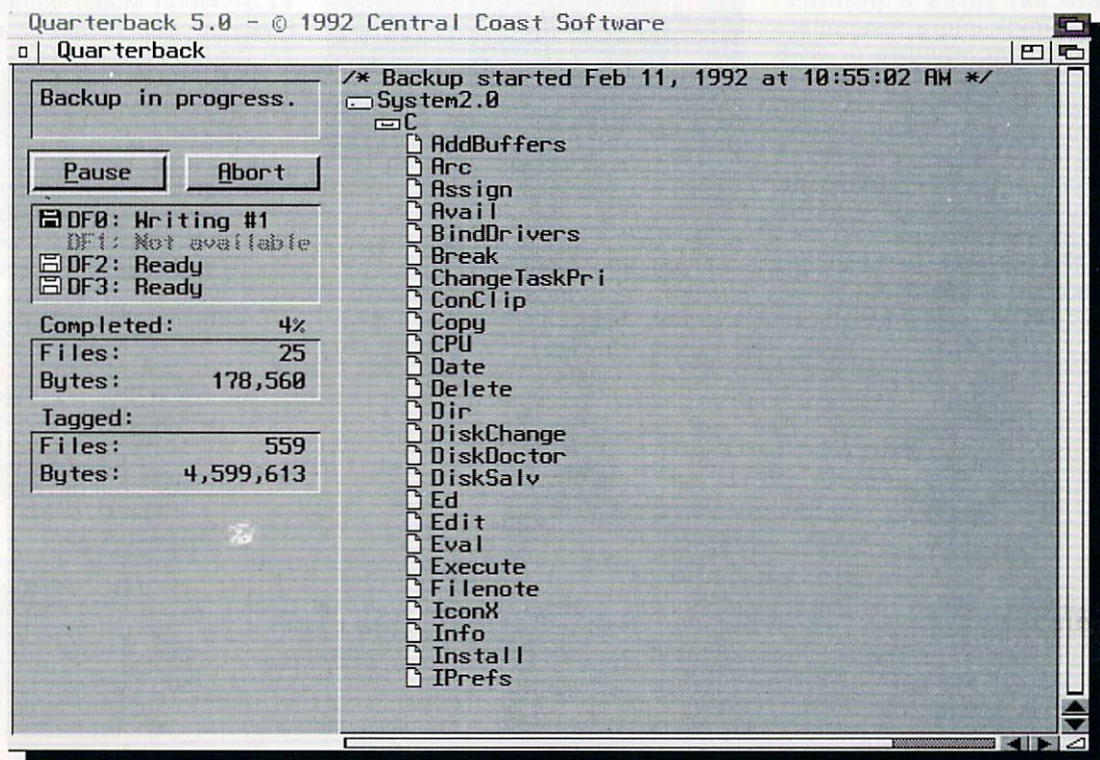 Quarterback 5.0 - © 1992 Central Coast Software
Quarterback
Backup in progress.
Pause
Abort
DF0: Writing #1
DF1: Not available
DF2: Ready
DF3: Ready
Completed: 4%
Files: 25
Bytes: 178,560
Tagged:
Files: 559
Bytes: 4,599,613
/* Backup started Feb 11, 1992 at 10:55:02 AM */
System2.0
C
AddBuffers
Arc
Assign
Avail
BindDrivers
Break
ChangeTaskPri
ConClip
Copy
CPU
Date
Delete
Dir
DiskChange
DiskDoctor
DiskSalv
Ed
Edit
Eval
Execute
Filenote
IconX
Info
Install
IPrefs